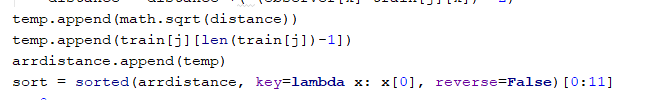 temp.append(math.sqrt(distance))
temp.append(train[j][len(train[j])-1])
arrdistance.append(temp)
sort = sorted(arrdistance, key=lambda x: x[0], reverse=False)[0:11]